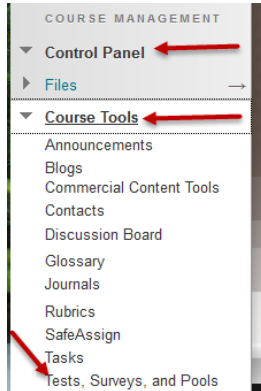 COURSE MANAGEMENT
Control Panel
Files
Course Tools
Announcements
Blogs
Commercial Content Tools
Contacts
Discussion Board
Glossary
Journals
Rubrics
SafeAssign
Tasks
Tests, Surveys, and Pools